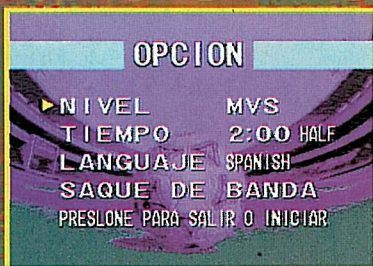 OPCION
NIVEL MVS
TIEMPO 2:00 HALF
LANGUAJE SPANISH
SAQUE DE BANDA
PRESLONE PARA SALIR O INICIAR